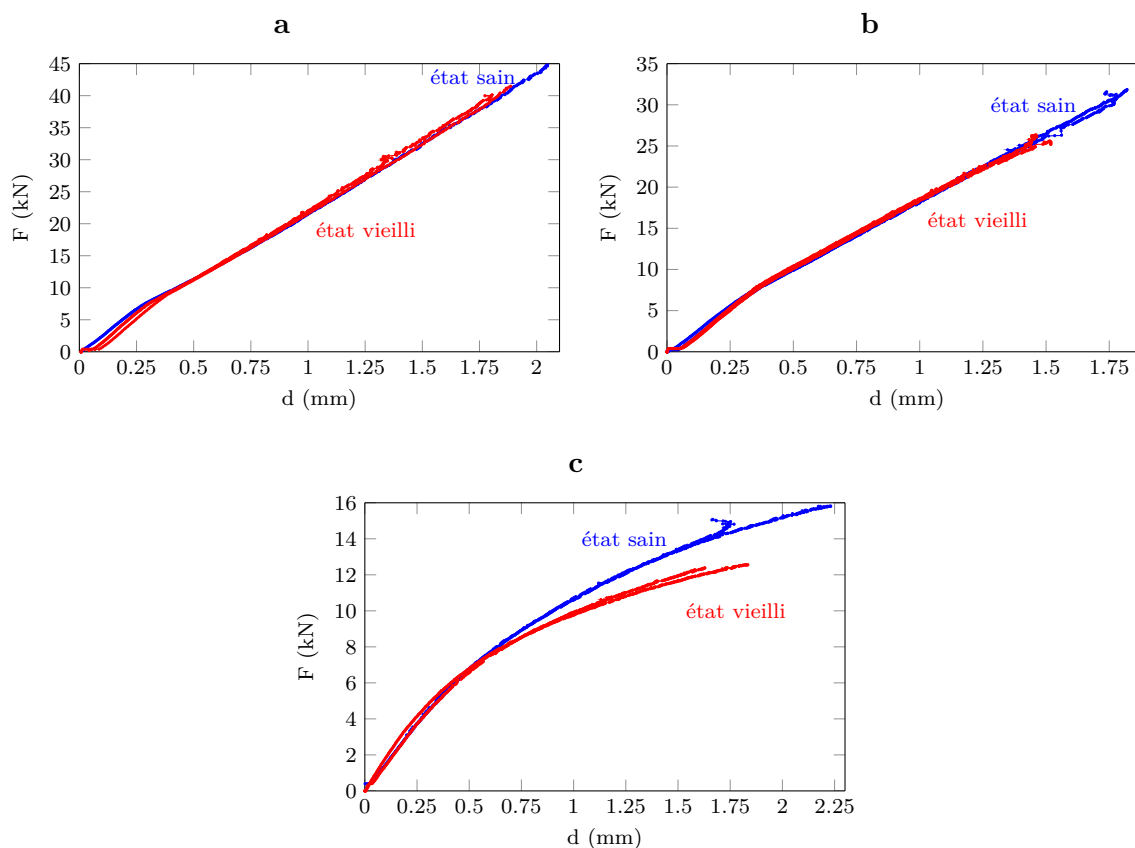 a
45
40
35
30
25
20
15
10
5
0
F (kN)
état sain
état vieilli
0 0.25 0.5 0.75 1 1.25 1.5 1.75 2
d (mm)
b
35
30
25
20
15
10
5
0
F (kN)
état sain
état vieilli
0 0.25 0.5 0.75 1 1.25 1.5 1.75
d (mm)
c
16
14
12
10
8
6
4
2
0
F (kN)
état sain
état vieilli
0 0.25 0.5 0.75 1 1.25 1.5 1.75 2 2.25
d (mm)